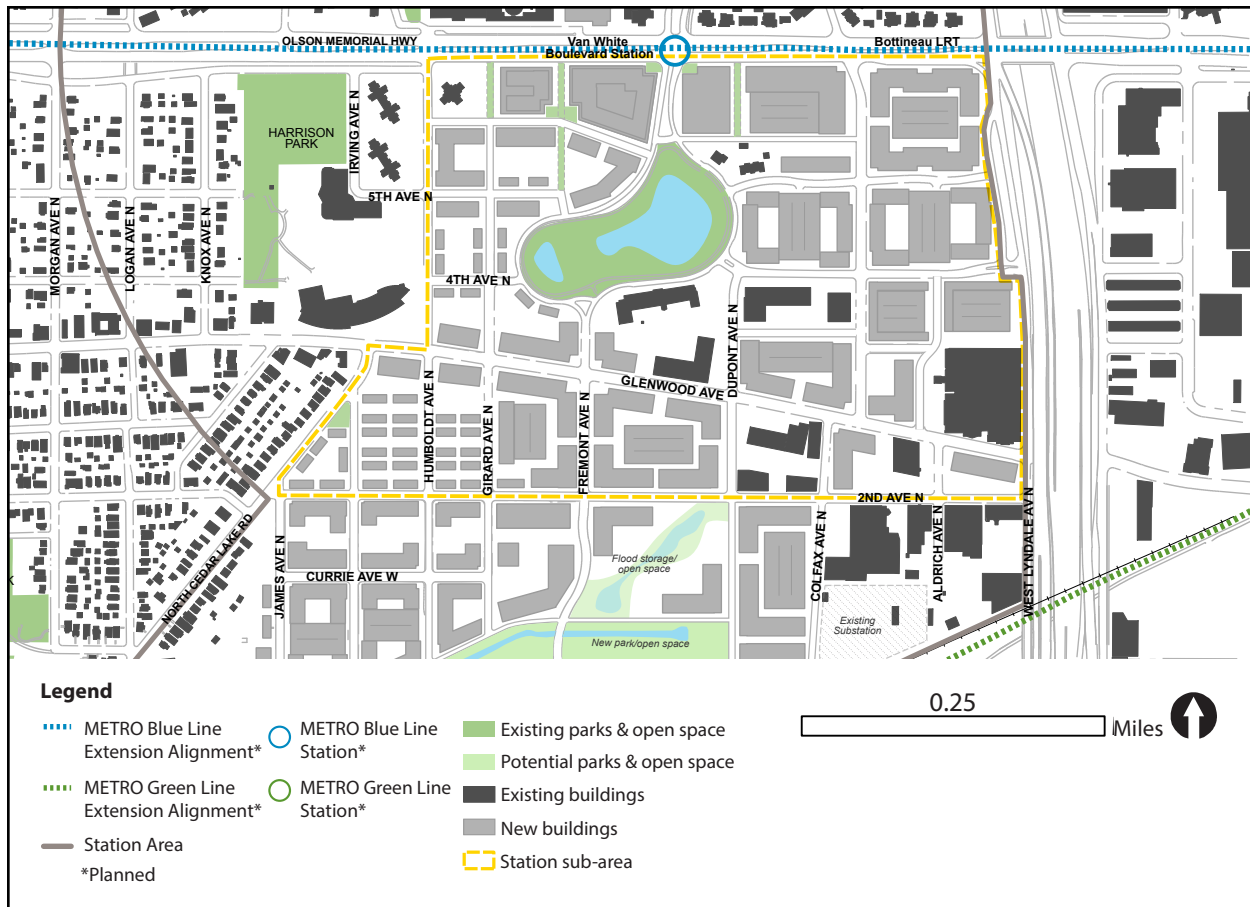 OLSON MEMORIAL HWY
Van White
Boulevard Station
Bottineau LRT
HARRISON
PARK
IRVING AVE N
5TH AVE N
MORGAN AVE N
LOGAN AVE N
KNOX AVE N
4TH AVE N
DUPONT AVE N
GLENWOOD AVE
HUMBOLDT AVE N
GIRARD AVE N
FREMONT AVE N
2ND AVE N
NORTH CEDAR LAKE RD
JAMES AVE N
CURRIE AVE W
Flood storage/
open space
COLFAX AVE N
ALDRICH AVE N
WEST LYNDALE AV N
Existing
Substation
New park/open space
K
Legend
METRO Blue Line
Extension Alignment*
METRO Green Line
Extension Alignment*
Station Area
*Planned
METRO Blue Line
Station*
METRO Green Line
Station*
Existing parks & open space
Potential parks & open space
Existing buildings
New buildings
Station sub-area
0.25
Miles